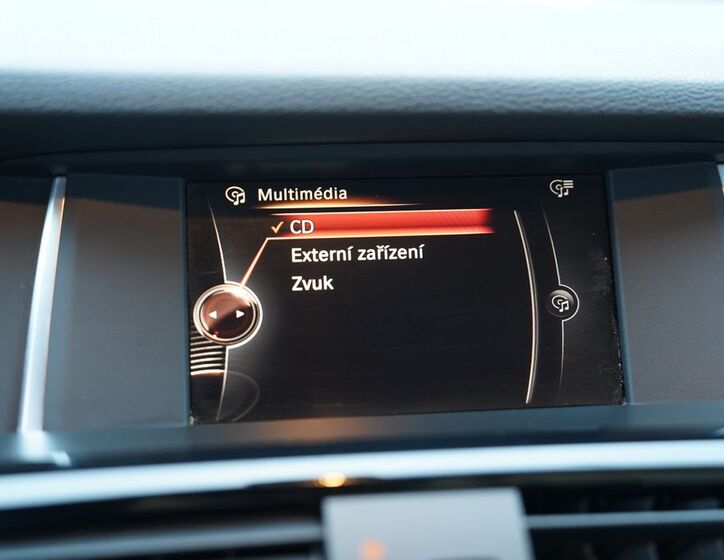 Multimédia
✓ CD
Externí zařízení
Zvuk